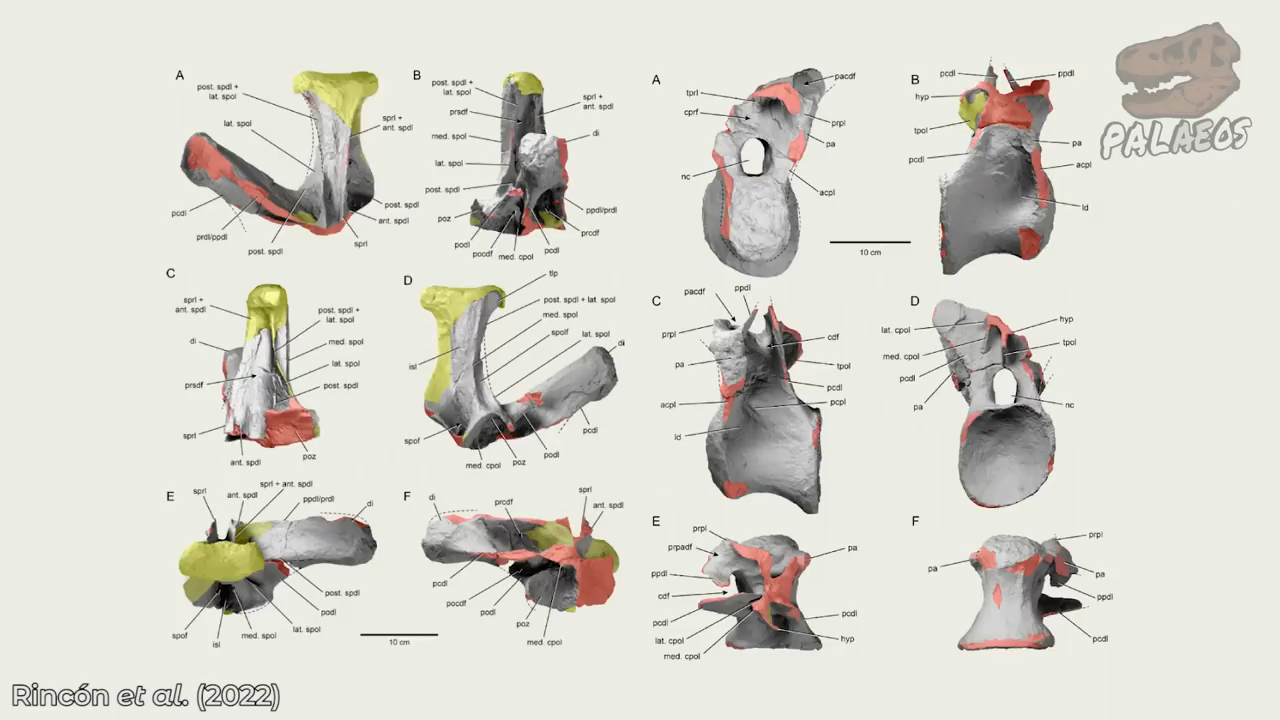 A
post. spdl +
lat. spol
lat. spol
sprl +
ant. spdl
pcdl
prdl/ppdl
post. spdl
post. spdl
ant. spdl
sprl
B
post. spdl +
lat. spol
prsdf
med. spol
lat. spol
post. spdl
poz
podl
pocdf
med. cpol
sprl +
ant. spdl
di
ppdl/prdl
prcdf
pcdl
C
sprl +
ant. spdl
di
prsdf
sprl
ant. spdl
post. spdl +
lat. spol
med. spol
lat. spol
post. spdl
poz
D
tlp
post. spdl + lat. spol
med. spol
spolf
lat. spol
di
isl
spof
med. cpol
poz
podl
pcdl
E
sprl
ant. spdl
sprl + ant. spdl
ppdl/prdl
di
spof
isl
med. spol
lat. spol
podl
post. spdl
F
di
prcdf
sprl
ant. spdl
pcdl
pocdf
podl
poz
med. cpol
10 cm
A
pacdf
tprl
cprf
prpl
pa
nc
acpl
10 cm
B
pcdl
ppdl
hyp
tpol
pcdl
pa
acpl
ld
C
pacdf
ppdl
prpl
pa
acpl
ld
cdf
tpol
pcdl
pcpl
D
lat. cpol
med. cpol
pcdl
pa
hyp
tpol
nc
E
prpl
prpadf
ppdl
cdf
pcdl
lat. cpol
med. cpol
pa
pcdl
hyp
F
pa
prpl
pa
ppdl
pcdl
PALAEOS
Rincón et al. (2022)